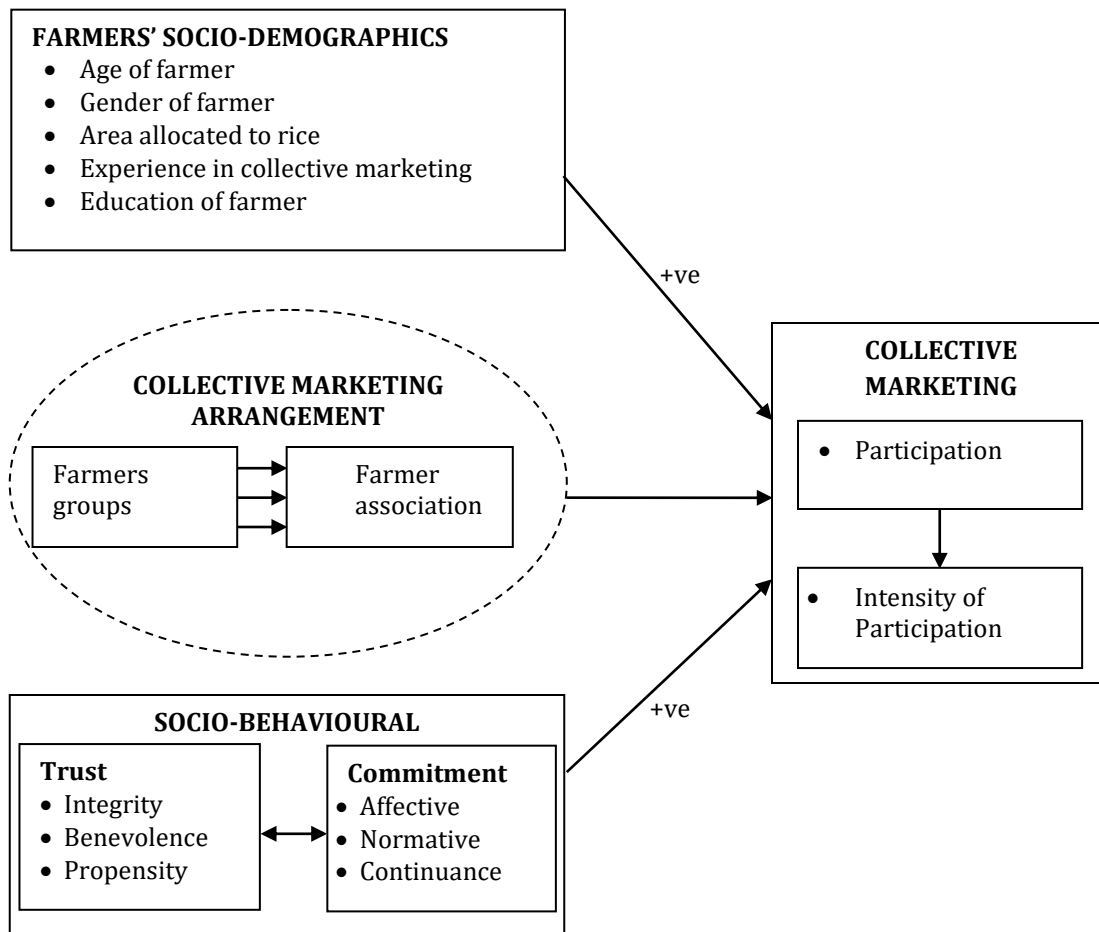 FARMERS’ SOCIO-DEMOGRAPHICS
• Age of farmer
• Gender of farmer
• Area allocated to rice
• Experience in collective marketing
• Education of farmer
+ve
COLLECTIVE MARKETING
ARRANGEMENT
Farmers
groups
Farmer
association
COLLECTIVE
MARKETING
• Participation
• Intensity of
Participation
+ve
SOCIO-BEHAVIOURAL
Trust
• Integrity
• Benevolence
• Propensity
Commitment
• Affective
• Normative
• Continuance